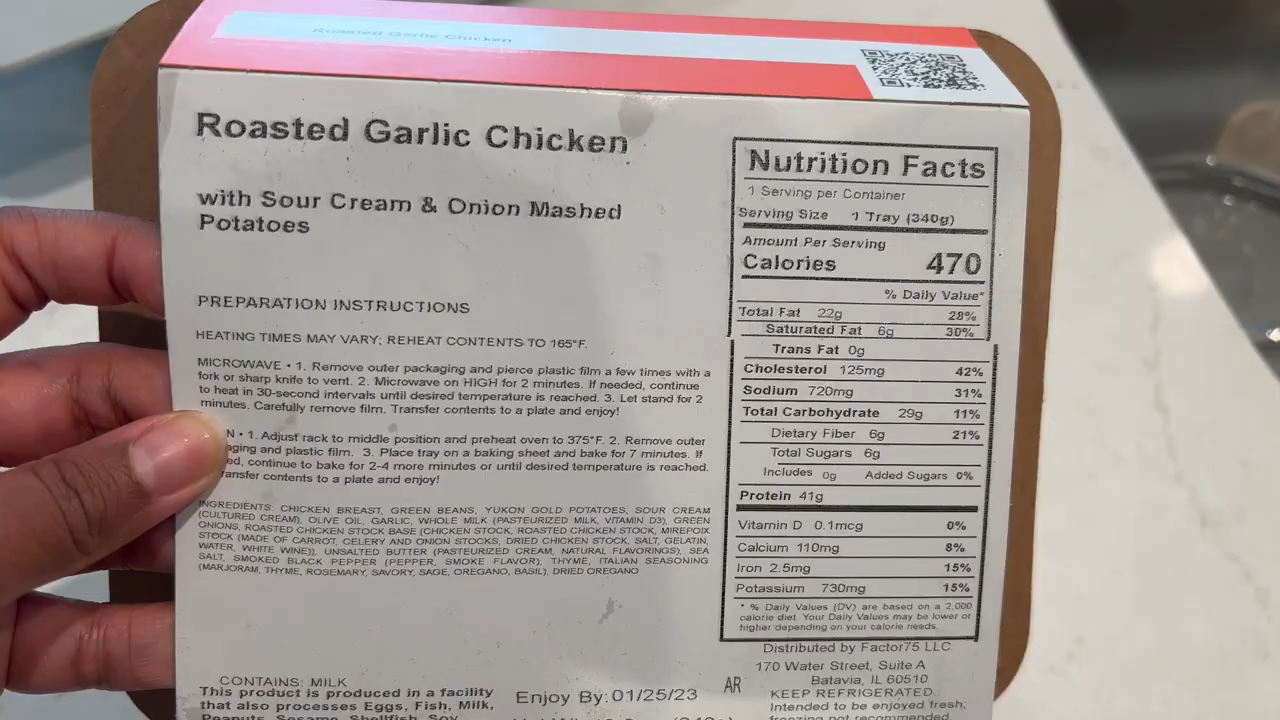 Roasted Garlic Chicken
Roasted Garlic Chicken
with Sour Cream & Onion Mashed
Potatoes
PREPARATION INSTRUCTIONS
HEATING TIMES MAY VARY; REHEAT CONTENTS TO 165°F.
MICROWAVE • 1. Remove outer packaging and pierce plastic film a few times with a
fork or sharp knife to vent. 2. Microwave on HIGH for 2 minutes. If needed, continue
to heat in 30-second intervals until desired temperature is reached. 3. Let stand for 2
minutes. Carefully remove film. Transfer contents to a plate and enjoy!
N • 1. Adjust rack to middle position and preheat oven to 375°F. 2. Remove outer
aging and plastic film. 3. Place tray on a baking sheet and bake for 7 minutes. If
ed, continue to bake for 2-4 more minutes or until desired temperature is reached.
ansfer contents to a plate and enjoy!
INGREDIENTS: CHICKEN BREAST, GREEN BEANS, YUKON GOLD POTATOES, SOUR CREAM
(CULTURED CREAM), OLIVE OIL, GARLIC, WHOLE MILK (PASTEURIZED MILK, VITAMIN D3), GREEN
ONIONS, ROASTED CHICKEN STOCK BASE (CHICKEN STOCK, ROASTED CHICKEN STOCK, MIREPOIX
STOCK (MADE OF CARROT, CELERY AND ONION STOCKS, DRIED CHICKEN STOCK, SALT, GELATIN,
WATER, WHITE WINE)), UNSALTED BUTTER (PASTEURIZED CREAM, NATURAL FLAVORINGS), SEA
SALT, SMOKED BLACK PEPPER (PEPPER, SMOKE FLAVOR), THYME, ITALIAN SEASONING
(MARJORAM, THYME, ROSEMARY, SAVORY, SAGE, OREGANO, BASIL), DRIED OREGANO
CONTAINS: MILK
This product is produced in a facility
that also processes Eggs, Fish, Milk,
Peanuts, Sesame, Shellfish, Soy,
Enjoy By: 01/25/23
AR
Nutrition Facts
1 Serving per Container
Serving Size 1 Tray (340g)
Amount Per Serving
Calories 470
% Daily Value*
Total Fat 22g 28%
Saturated Fat 6g 30%
Trans Fat 0g
Cholesterol 125mg 42%
Sodium 720mg 31%
Total Carbohydrate 29g 11%
Dietary Fiber 6g 21%
Total Sugars 6g
Includes 0g Added Sugars 0%
Protein 41g
Vitamin D 0.1mcg 0%
Calcium 110mg 8%
Iron 2.5mg 15%
Potassium 730mg 15%
* % Daily Values (DV) are based on a 2,000
calorie diet. Your Daily Values may be lower or
higher depending on your calorie needs.
Distributed by Factor75 LLC
170 Water Street, Suite A
Batavia, IL 60510
KEEP REFRIGERATED.
Intended to be enjoyed fresh;
freezing not recommended.